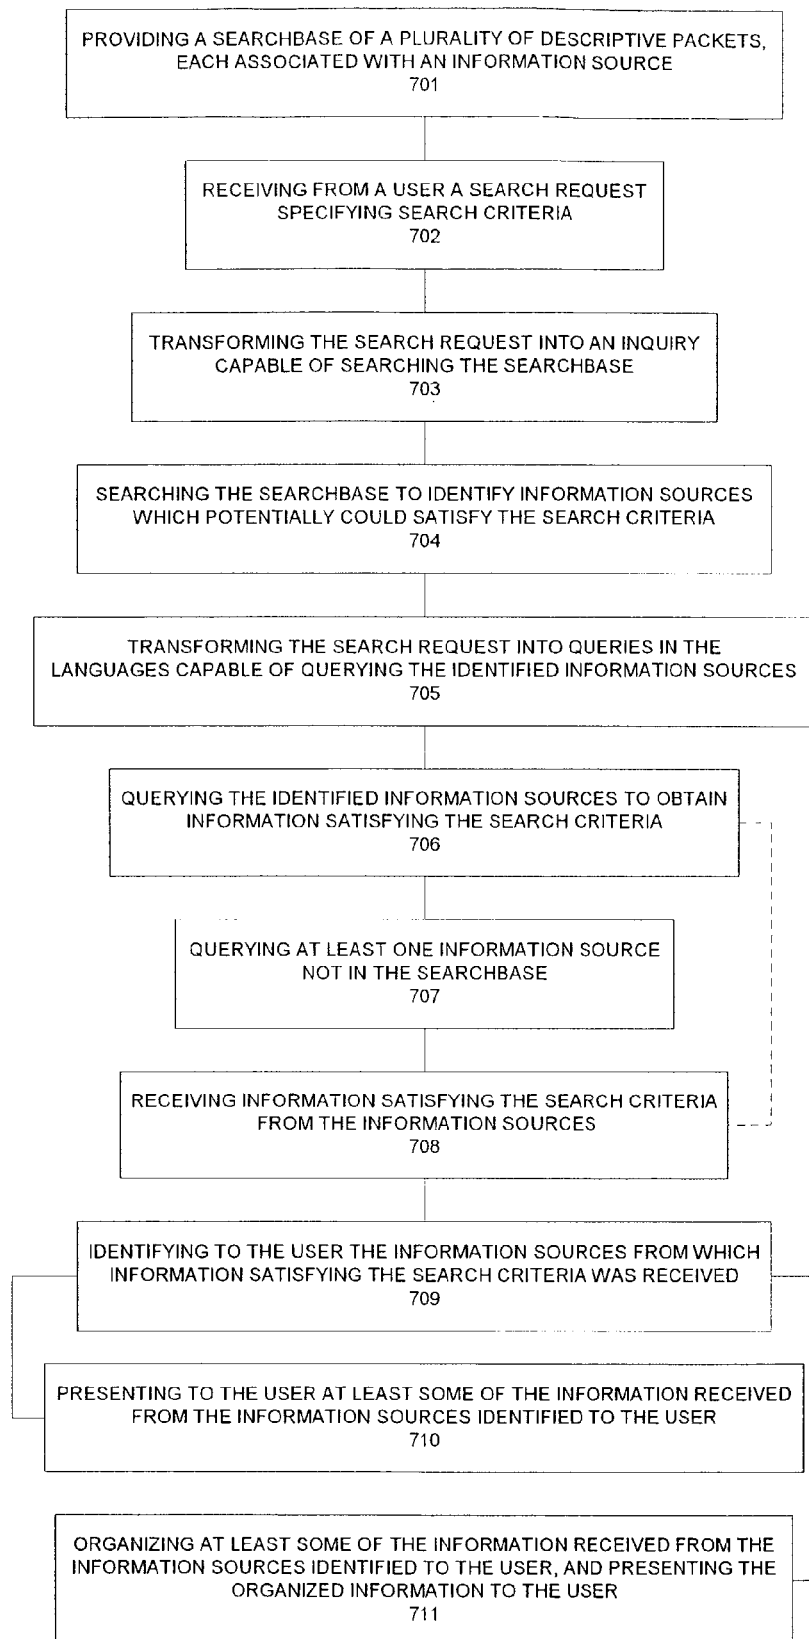 PROVIDING A SEARCHBASE OF A PLURALITY OF DESCRIPTIVE PACKETS,
EACH ASSOCIATED WITH AN INFORMATION SOURCE
701
RECEIVING FROM A USER A SEARCH REQUEST
SPECIFYING SEARCH CRITERIA
702
TRANSFORMING THE SEARCH REQUEST INTO AN INQUIRY
CAPABLE OF SEARCHING THE SEARCHBASE
703
SEARCHING THE SEARCHBASE TO IDENTIFY INFORMATION SOURCES
WHICH POTENTIALLY COULD SATISFY THE SEARCH CRITERIA
704
TRANSFORMING THE SEARCH REQUEST INTO QUERIES IN THE
LANGUAGES CAPABLE OF QUERYING THE IDENTIFIED INFORMATION SOURCES
705
QUERYING THE IDENTIFIED INFORMATION SOURCES TO OBTAIN
INFORMATION SATISFYING THE SEARCH CRITERIA
706
QUERYING AT LEAST ONE INFORMATION SOURCE
NOT IN THE SEARCHBASE
707
RECEIVING INFORMATION SATISFYING THE SEARCH CRITERIA
FROM THE INFORMATION SOURCES
708
IDENTIFYING TO THE USER THE INFORMATION SOURCES FROM WHICH
INFORMATION SATISFYING THE SEARCH CRITERIA WAS RECEIVED
709
PRESENTING TO THE USER AT LEAST SOME OF THE INFORMATION RECEIVED
FROM THE INFORMATION SOURCES IDENTIFIED TO THE USER
710
ORGANIZING AT LEAST SOME OF THE INFORMATION RECEIVED FROM THE
INFORMATION SOURCES IDENTIFIED TO THE USER, AND PRESENTING THE
ORGANIZED INFORMATION TO THE USER
711